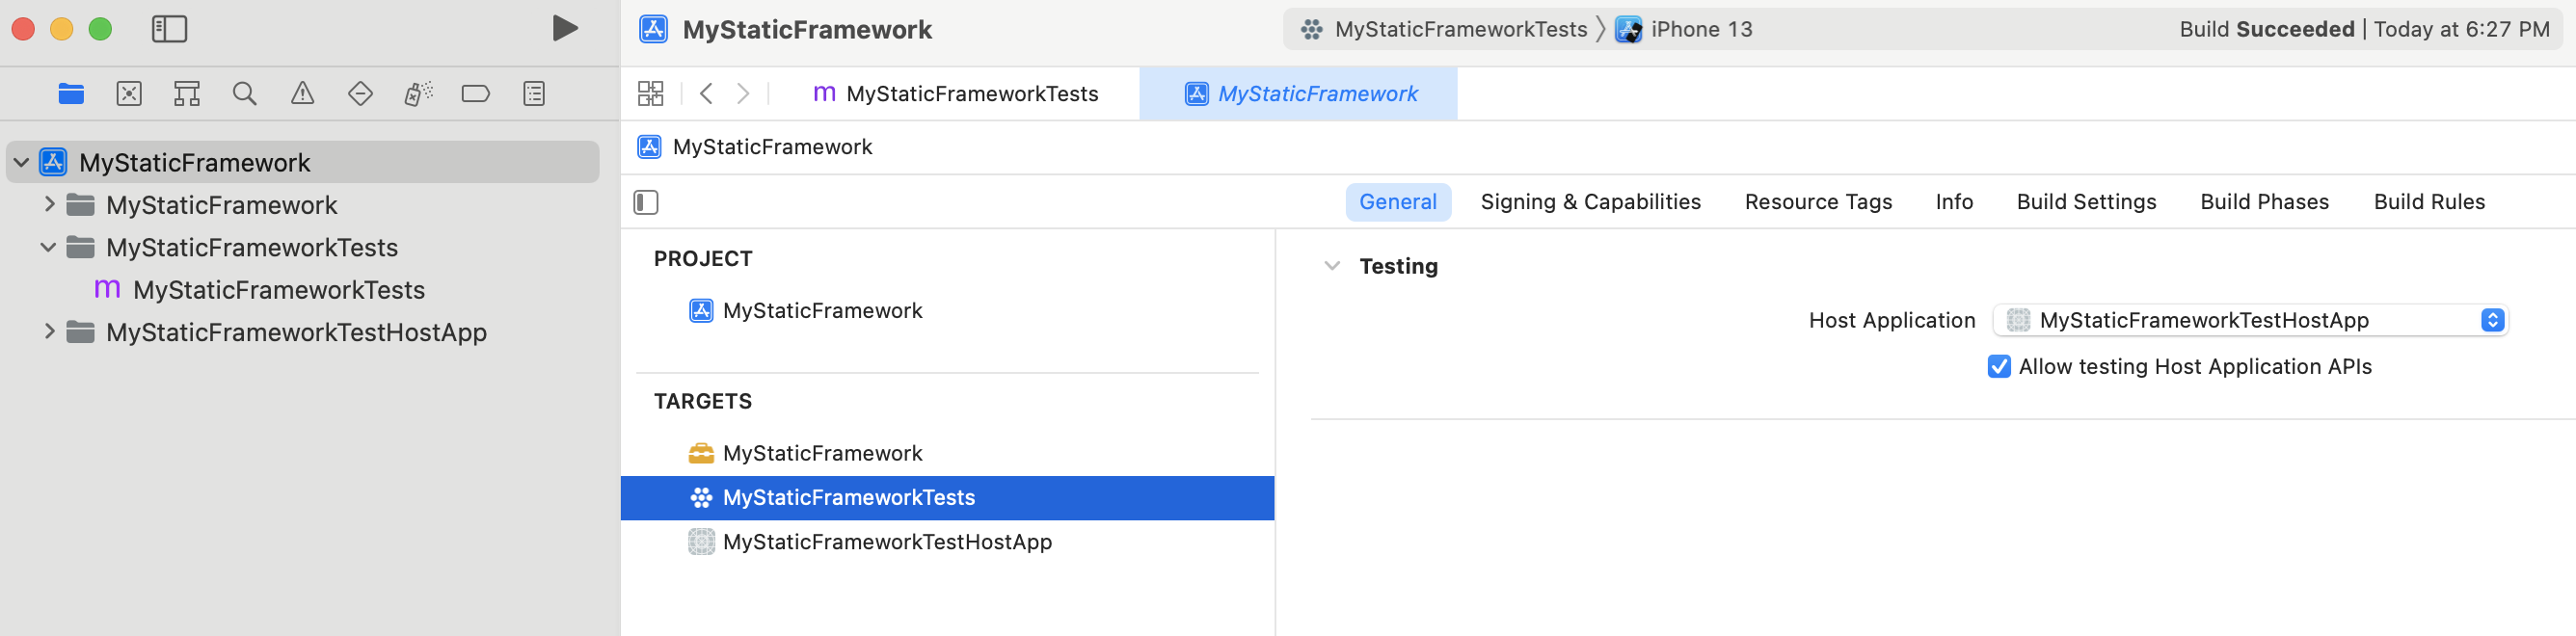 MyStaticFramework
MyStaticFrameworkTests
iPhone 13
Build Succeeded | Today at 6:27 PM
m MyStaticFrameworkTests
MyStaticFramework
MyStaticFramework
General
Signing & Capabilities
Resource Tags
Info
Build Settings
Build Phases
Build Rules
MyStaticFramework
MyStaticFramework
MyStaticFrameworkTests
m MyStaticFrameworkTests
MyStaticFrameworkTestHostApp
PROJECT
MyStaticFramework
TARGETS
MyStaticFramework
MyStaticFrameworkTests
MyStaticFrameworkTestHostApp
Testing
Host Application MyStaticFrameworkTestHostApp
Allow testing Host Application APIs